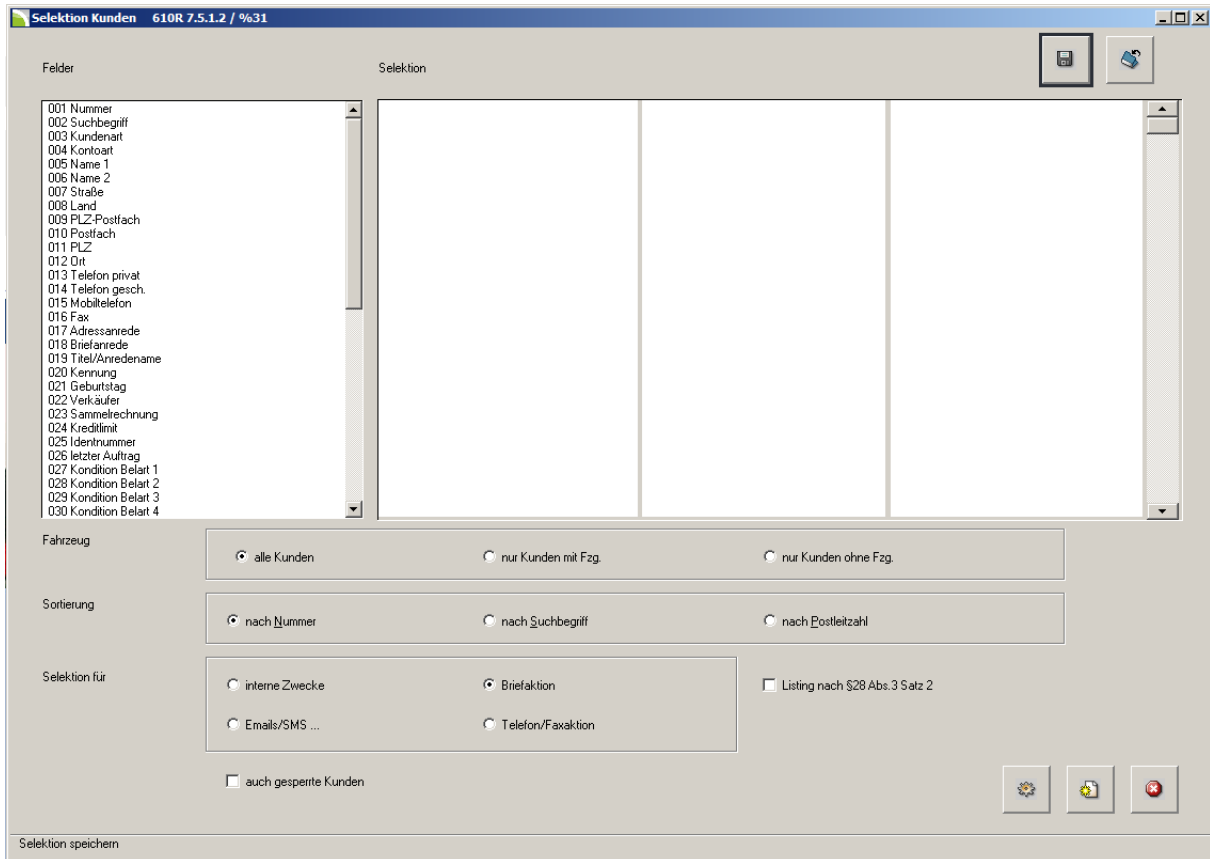 Selektion Kunden 610R 7.5.1.2 / %31
Felder
Selektion
001 Nummer
002 Suchbegriff
003 Kundenart
004 Kontoart
005 Name 1
006 Name 2
007 Straße
008 Land
009 PLZ-Postfach
010 Postfach
011 PLZ
012 Ort
013 Telefon privat
014 Telefon gesch.
015 Mobiltelefon
016 Fax
017 Adressanrede
018 Briefanrede
019 Titel/Anredename
020 Kennung
021 Geburtstag
022 Verkäufer
023 Sammelrechnung
024 Kreditlimit
025 Identnummer
026 letzter Auftrag
027 Kondition Belart 1
028 Kondition Belart 2
029 Kondition Belart 3
030 Kondition Belart 4
Fahrzeug
alle Kunden
nur Kunden mit Fzg.
nur Kunden ohne Fzg.
Sortierung
nach Nummer
nach Suchbegriff
nach Postleitzahl
Selektion für
interne Zwecke
Briefaktion
Listing nach §28 Abs.3 Satz 2
Emails/SMS ...
Telefon/Faxaktion
auch gesperrte Kunden
Selektion speichern